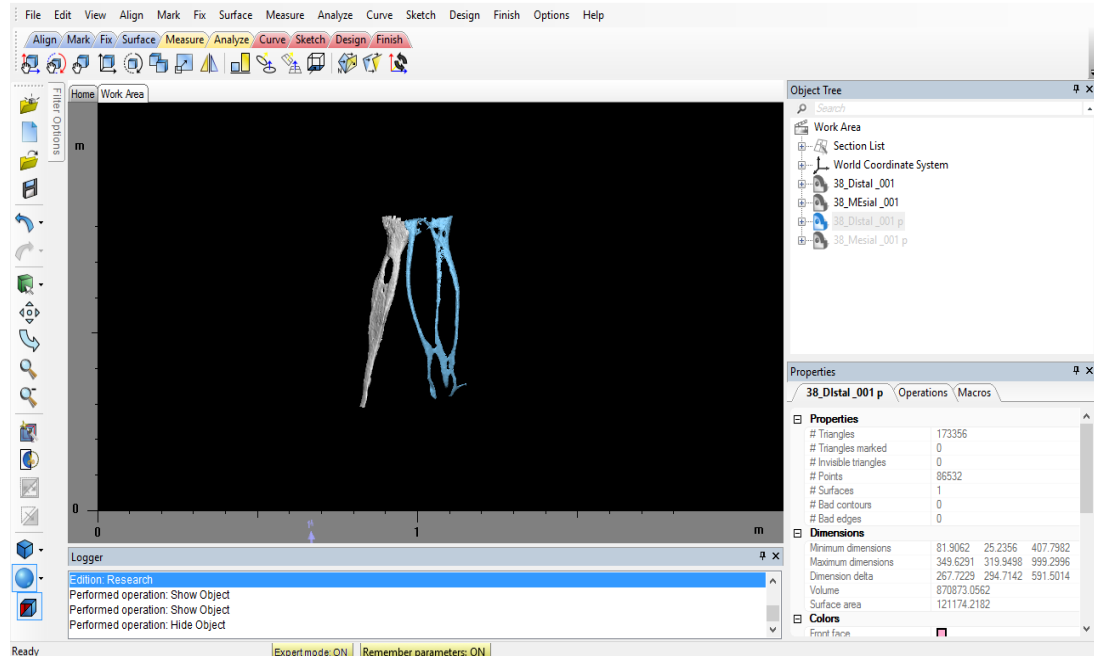 File Edit View Align Mark Fix Surface Measure Analyze Curve Sketch Design Finish Options Help
Align Mark Fix Surface Measure Analyze Curve Sketch Design Finish
Filter Options
Home Work Area
m
0
0 1 m
Logger
Edition: Research
Performed operation: Show Object
Performed operation: Show Object
Performed operation: Hide Object
Object Tree
Search
Work Area
Section List
World Coordinate System
38_Distal _001
38_MEsial _001
38_DIstal _001 p
38_Mesial _001 p
Properties
38_DIstal _001 p Operations Macros
Properties
# Triangles 173356
# Triangles marked 0
# Invisible triangles 0
# Points 86532
# Surfaces 1
# Bad contours 0
# Bad edges 0
Dimensions
Minimum dimensions 81.9062 25.2356 407.7982
Maximum dimensions 349.6291 319.9498 999.2996
Dimension delta 267.7229 294.7142 591.5014
Volume 870873.0562
Surface area 121174.2182
Colors
Front face
Ready Expert mode: ON Remember parameters: ON